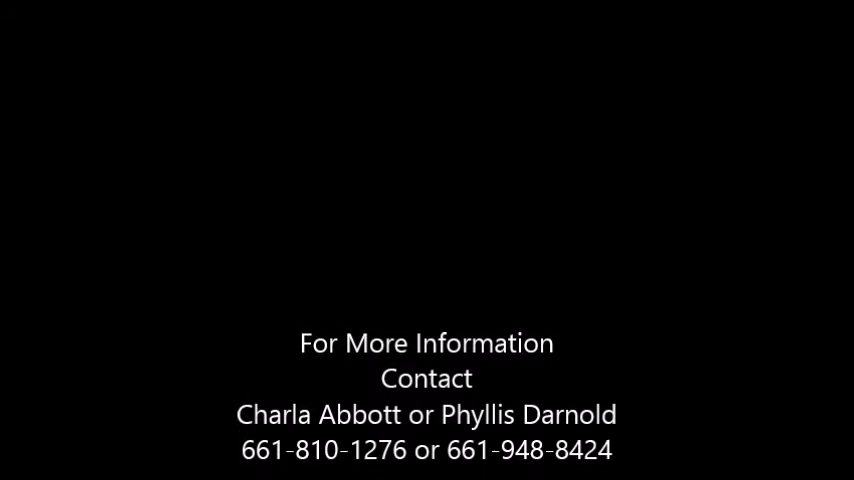 For More Information
Contact
Charla Abbott or Phyllis Darnold
661-810-1276 or 661-948-8424